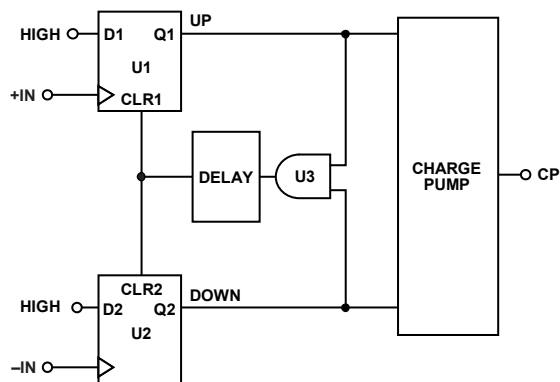 HIGH
D1
Q1
UP
U1
+IN
CLR1
DELAY
U3
CHARGE
PUMP
CP
CLR2
HIGH
D2
Q2
DOWN
U2
–IN